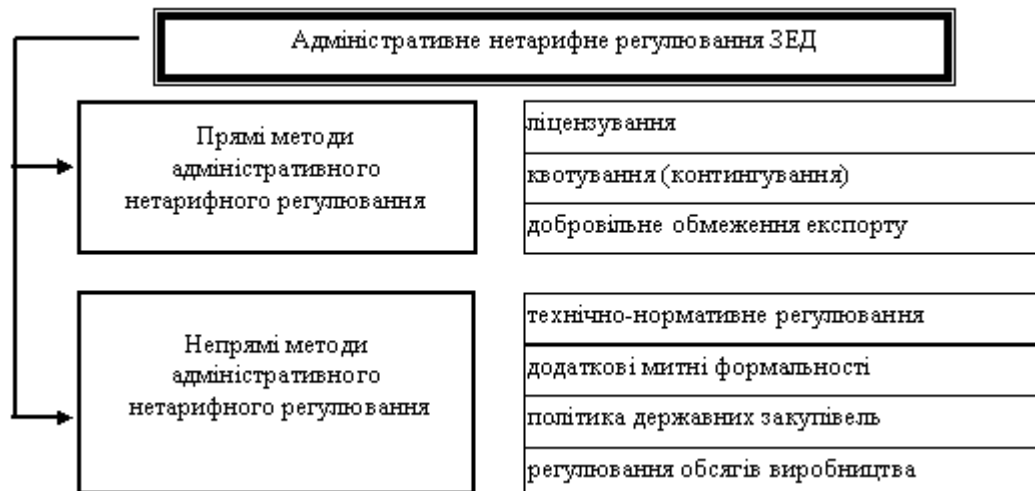 Адміністративне нетарифне регулювання ЗЕД
Прямі методи
адміністративного
нетарифного регулювання
ліцензування
квотування (контингування)
добровільне обмеження експорту
Непрямі методи
адміністративного
нетарифного регулювання
технічно-нормативне регулювання
додаткові митні формальності
політика державних закупівель
регулювання обсягів виробництва